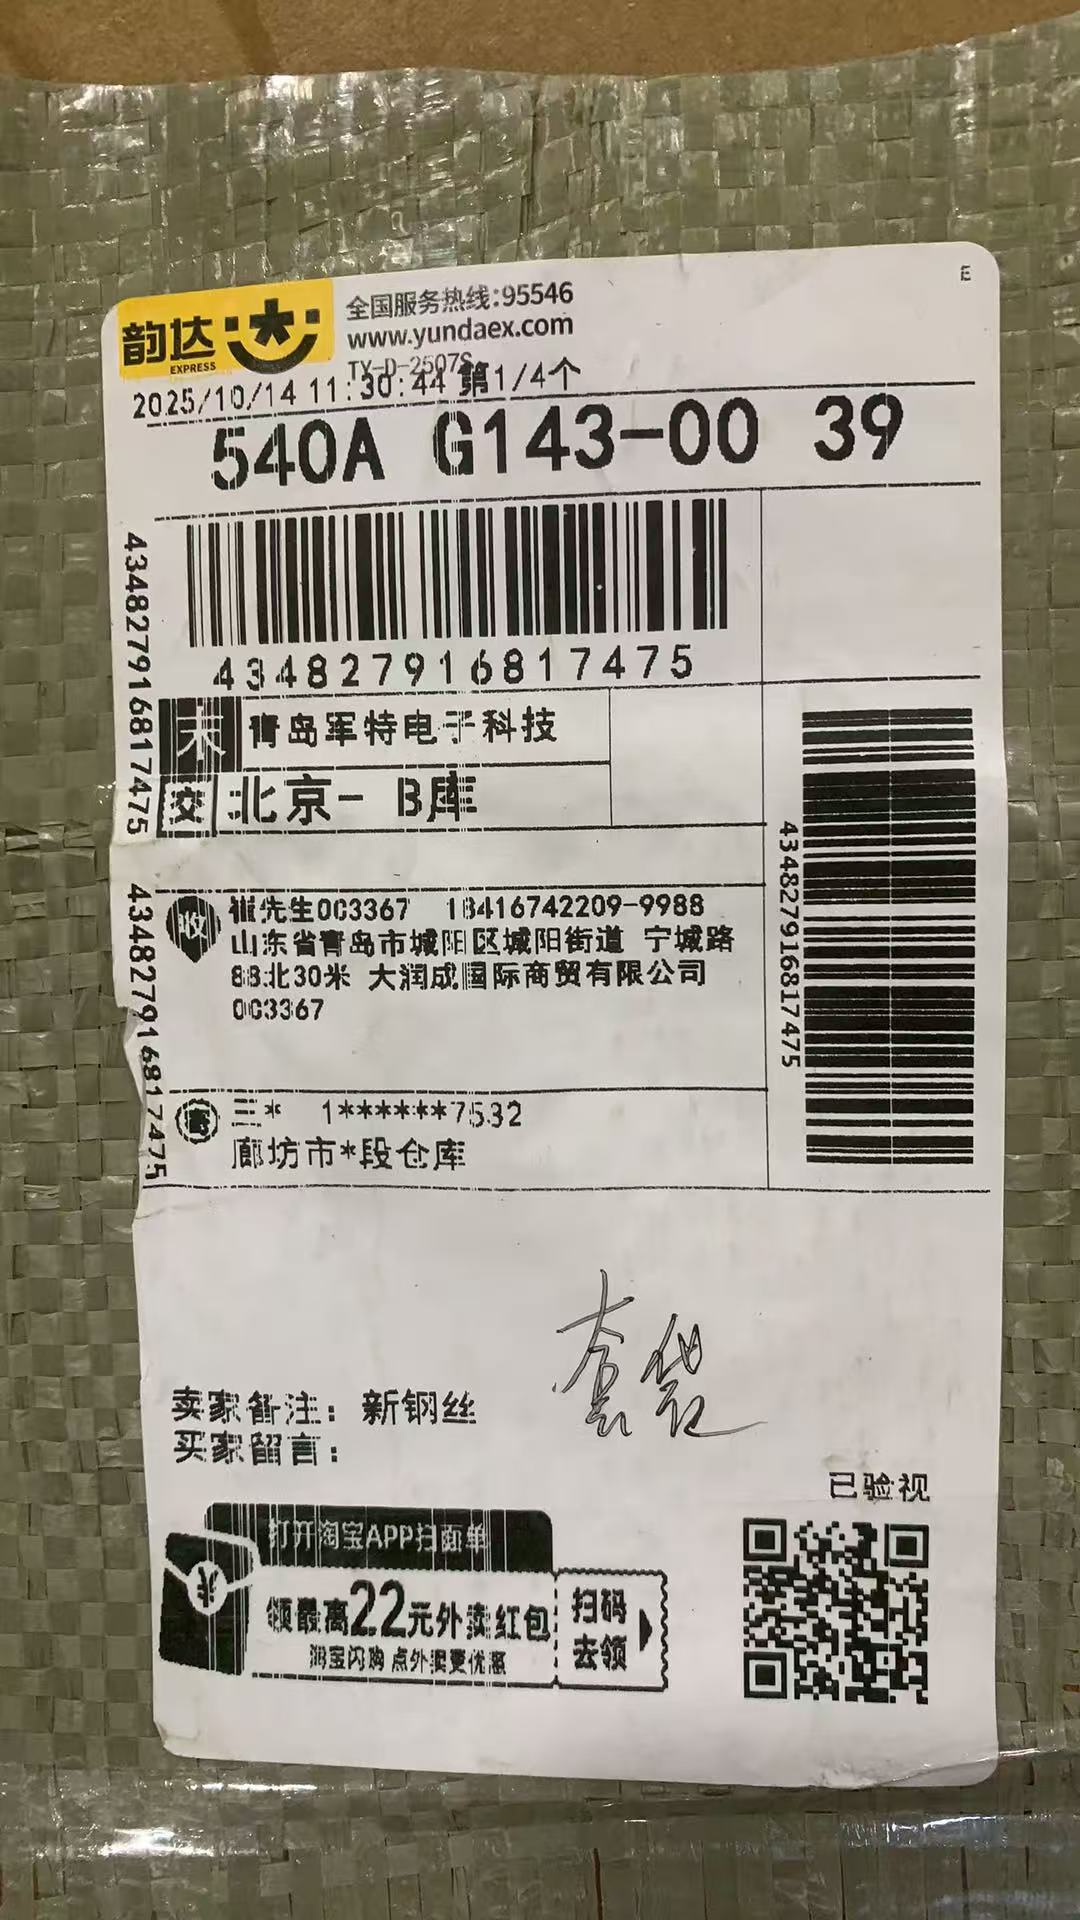 E
韵达
EXPRESS
全国服务热线:95546
www.yundaex.com
TY-D-2507S
2025/10/14 11:30:44 第1/4个
540A G143-00 39
434827916817475
434827916817475
末 青岛军特电子科技
交 北京- B库
434827916817475
434827916817475
收 崔先生003367 18416742209-9988
山东省青岛市城阳区城阳街道 宁城路
88北30米 大润成国际商贸有限公司
003367
寄 三* 1******7532
廊坊市*段仓库
套袋
卖家备注: 新钢丝
买家留言:
已验视
打开淘宝APP扫面单
领最高22元外卖红包
淘宝闪购 点外卖更优惠
扫码
去领